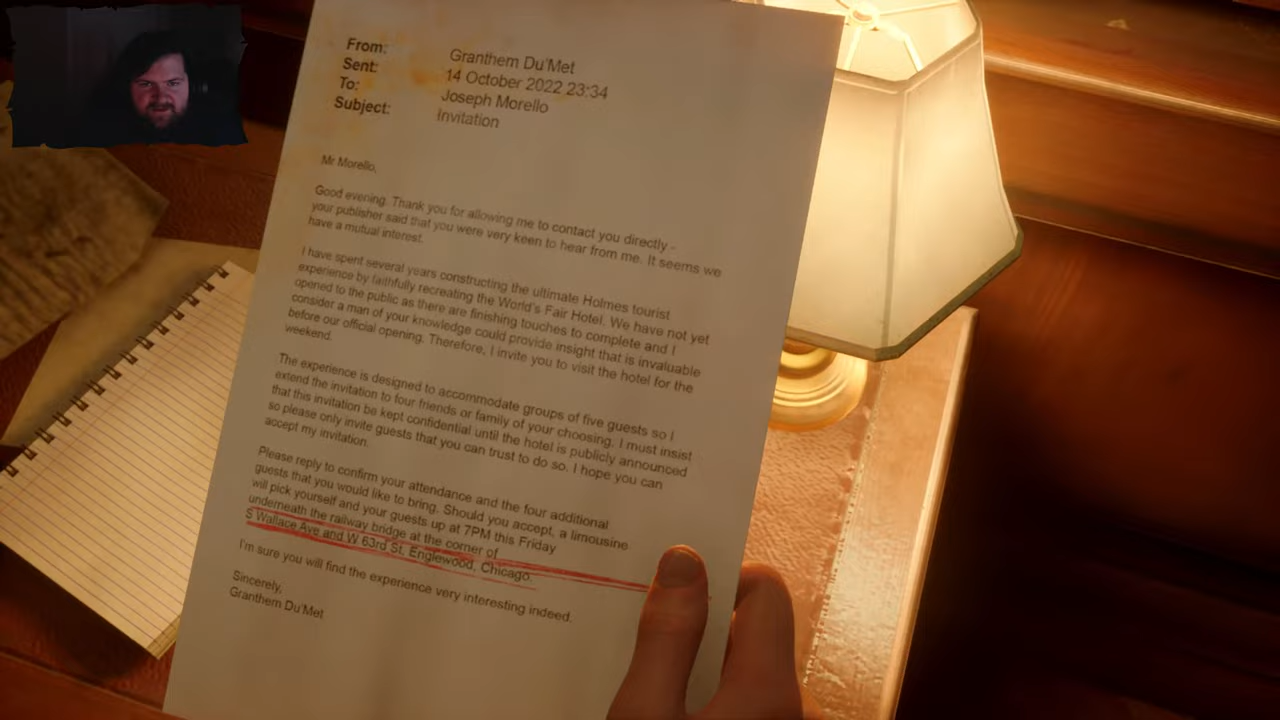 From: Granthem Du'Met
Sent: 14 October 2022 23:34
To: Joseph Morello
Subject: Invitation
Mr Morello,
Good evening. Thank you for allowing me to contact you directly -
your publisher said that you were very keen to hear from me. It seems we
have a mutual interest.
I have spent several years constructing the ultimate Holmes tourist
experience by faithfully recreating the World's Fair Hotel. We have not yet
opened to the public as there are finishing touches to complete and I
consider a man of your knowledge could provide insight that is invaluable
before our official opening. Therefore, I invite you to visit the hotel for the
weekend.
The experience is designed to accommodate groups of five guests so I
extend the invitation to four friends or family of your choosing. I must insist
that this invitation be kept confidential until the hotel is publicly announced
so please only invite guests that you can trust to do so. I hope you can
accept my invitation.
Please reply to confirm your attendance and the four additional
guests that you would like to bring. Should you accept, a limousine
will pick yourself and your guests up at 7PM this Friday
underneath the railway bridge at the corner of
S Wallace Ave and W 63rd St, Englewood, Chicago.
I'm sure you will find the experience very interesting indeed.
Sincerely,
Granthem Du'Met